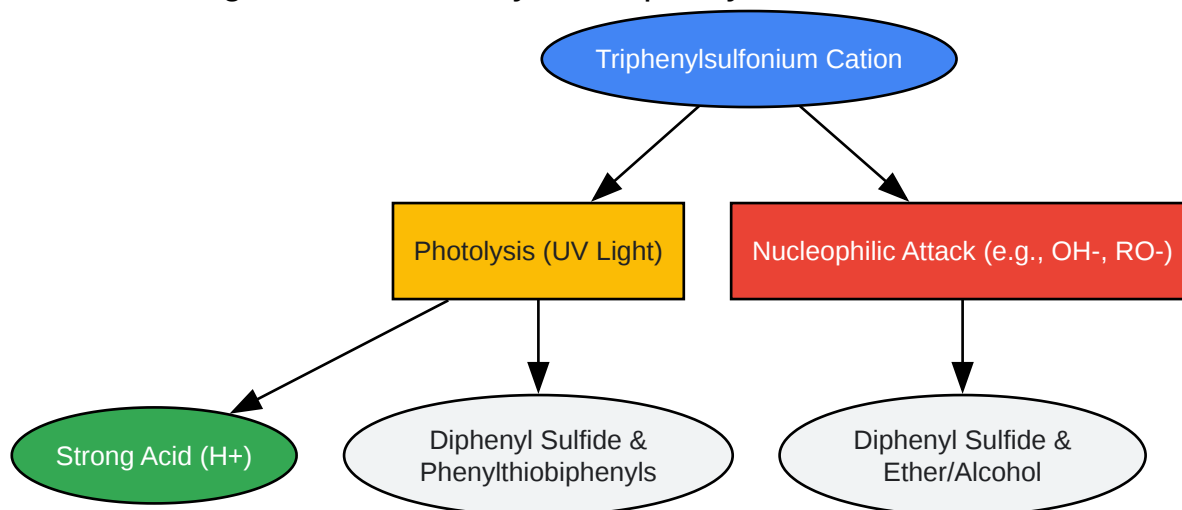 Triphenylsulfonium Cation
Photolysis (UV Light)
Nucleophilic Attack (e.g., OH-, RO-)
Strong Acid (H+)
Diphenyl Sulfide &
Phenylthiobiphenyls
Diphenyl Sulfide &
Ether/Alcohol